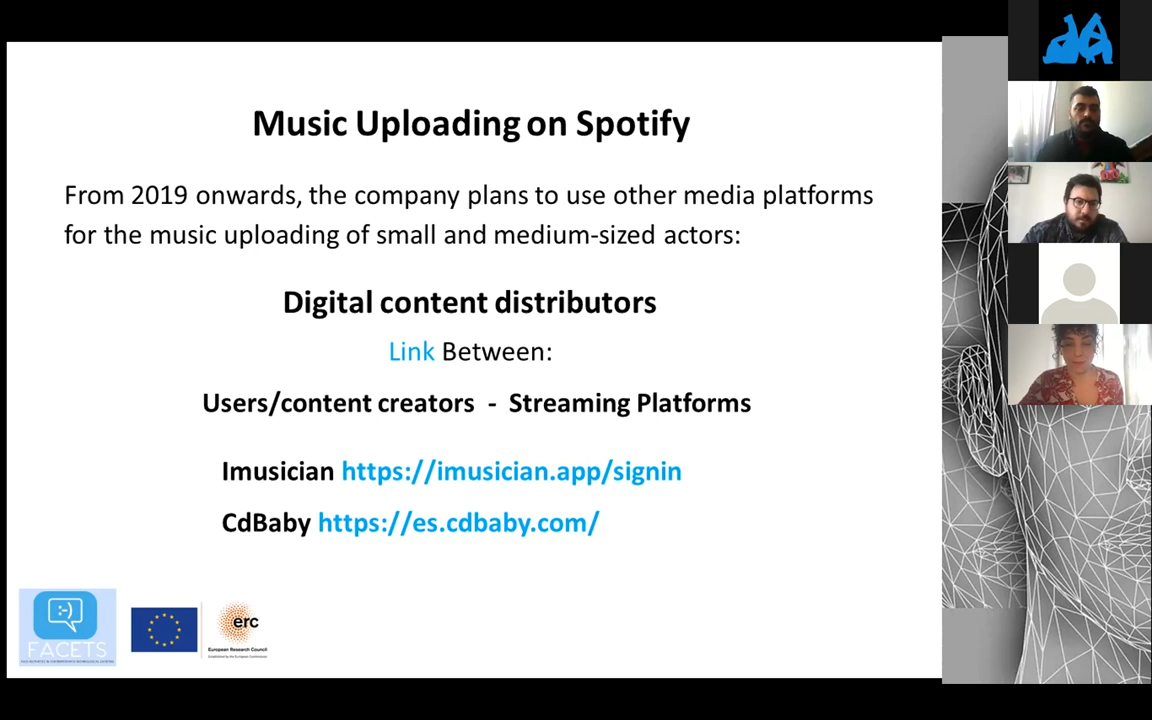 Music Uploading on Spotify
From 2019 onwards, the company plans to use other media platforms
for the music uploading of small and medium-sized actors:
Digital content distributors
Link Between:
Users/content creators - Streaming Platforms
Imusician https://imusician.app/signin
CdBaby https://es.cdbaby.com/
:-)
FACETS
erc
European Research Council